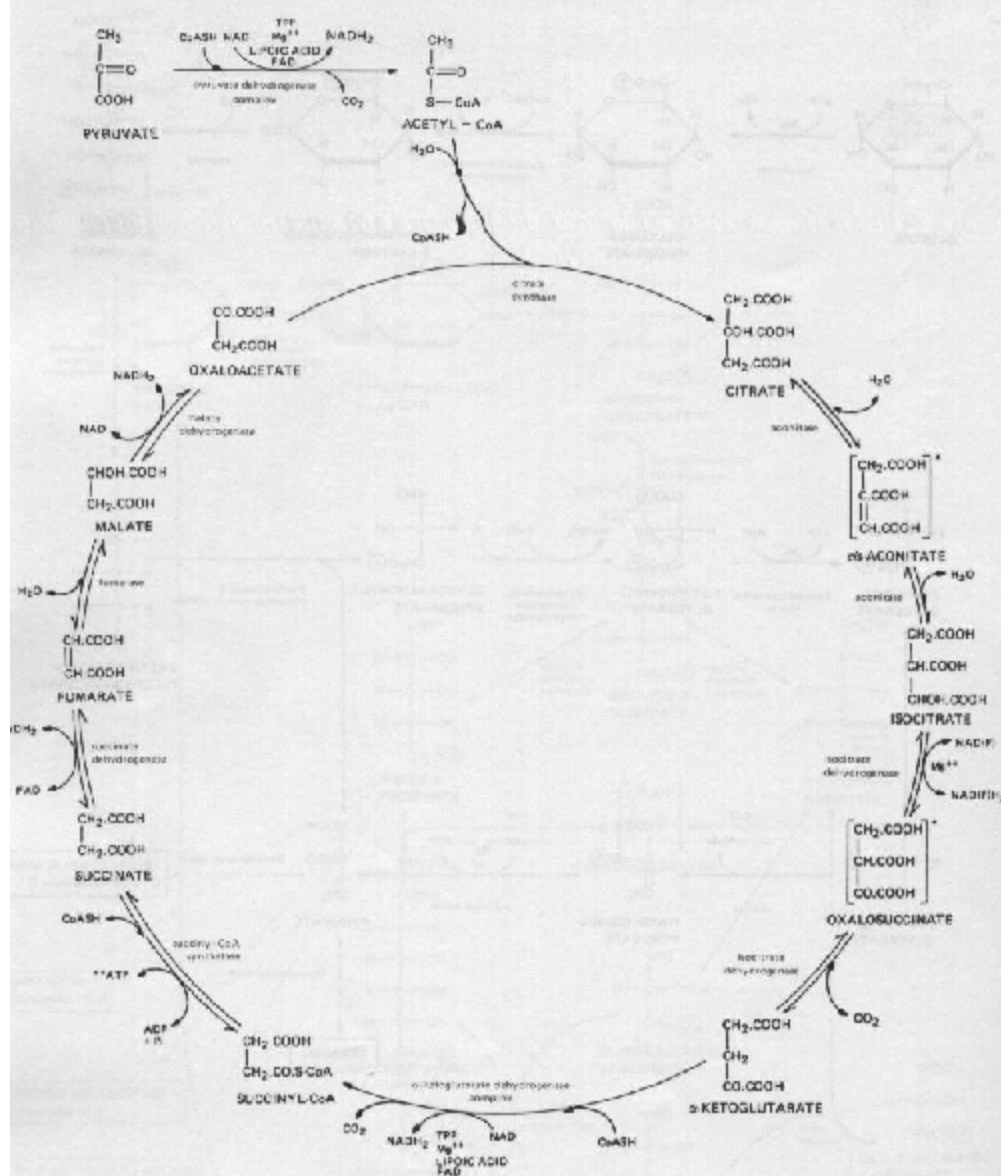 CH3
C=O
COOH
PYRUVATE
CoASH NAD
TPP
Mg++
LIPOIC ACID
FAD
NADH2
pyruvate dehydrogenase
complex
CO2
CH3
C=O
S-CoA
ACETYL-CoA
H2O
CoASH
citrate
synthase
CO.COOH
CH2COOH
OXALOACETATE
CH2.COOH
COH.COOH
CH2.COOH
CITRATE
H2O
aconitase
[CH2.COOH
C.COOH
CH.COOH]*
cis-ACONITATE
H2O
aconitase
CH2.COOH
CH.COOH
CHOH.COOH
ISOCITRATE
isocitrate
dehydrogenase
NAD(P)
Mg++
NAD(P)H
[CH2.COOH
CH.COOH
CO.COOH]*
OXALOSUCCINATE
isocitrate
dehydrogenase
CO2
CH2.COOH
CH2
CO.COOH
α-KETOGLUTARATE
α-ketoglutarate dehydrogenase
complex
CoASH
NAD
TPP
Mg++
LIPOIC ACID
FAD
NADH2
CO2
CH2.COOH
CH2.CO.S-CoA
SUCCINYL-CoA
succinyl-CoA
synthetase
CoASH
**ATP
ADP
+ Pi
CH2.COOH
CH2.COOH
SUCCINATE
succinate
dehydrogenase
DH2
FAD
CH.COOH
CH.COOH
FUMARATE
fumarase
H2O
CHOH.COOH
CH2.COOH
MALATE
malate
dehydrogenase
NAD
NADH2